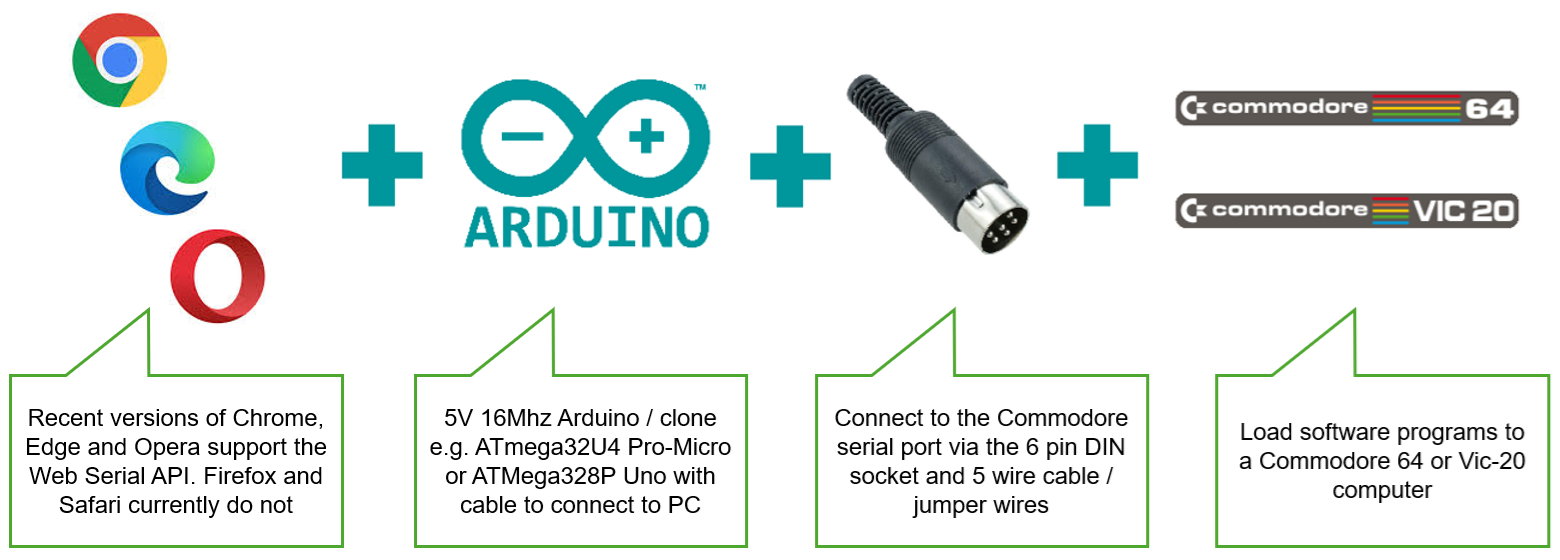 ARDUINO
TM
commodore 64
commodore VIC 20
Recent versions of Chrome,
Edge and Opera support the
Web Serial API. Firefox and
Safari currently do not
5V 16Mhz Arduino / clone
e.g. ATmega32U4 Pro-Micro
or ATMega328P Uno with
cable to connect to PC
Connect to the Commodore
serial port via the 6 pin DIN
socket and 5 wire cable /
jumper wires
Load software programs to
a Commodore 64 or Vic-20
computer